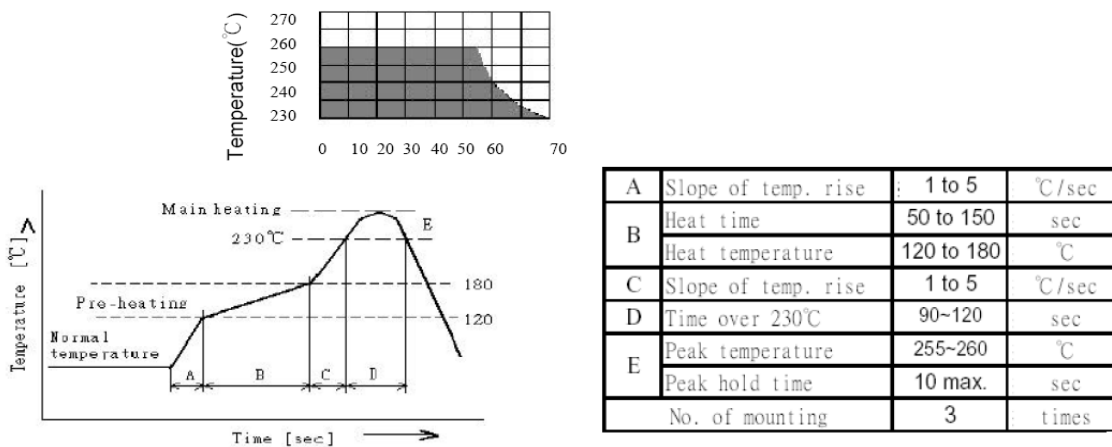 Temperature(℃)
270
260
250
240
230
0 10 20 30 40 50 60 70
Temperature [℃]
Main heating
230℃
E
Pre-heating
180
120
Normal
temperature
A B C D
Time [sec]
A Slope of temp. rise 1 to 5 ℃/sec
B Heat time 50 to 150 sec
Heat temperature 120 to 180 ℃
C Slope of temp. rise 1 to 5 ℃/sec
D Time over 230℃ 90~120 sec
E Peak temperature 255~260 ℃
Peak hold time 10 max. sec
No. of mounting 3 times